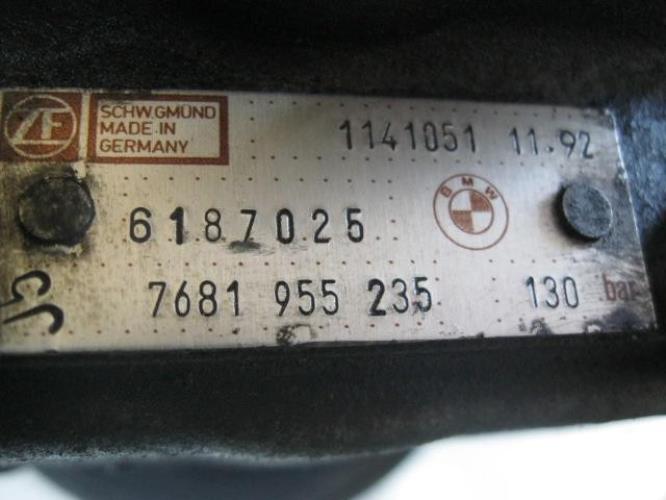 ZF
SCHW.GMÜND
MADE IN
GERMANY
1141051 11.92
6187025
BMW
7681 955 235 130 bar